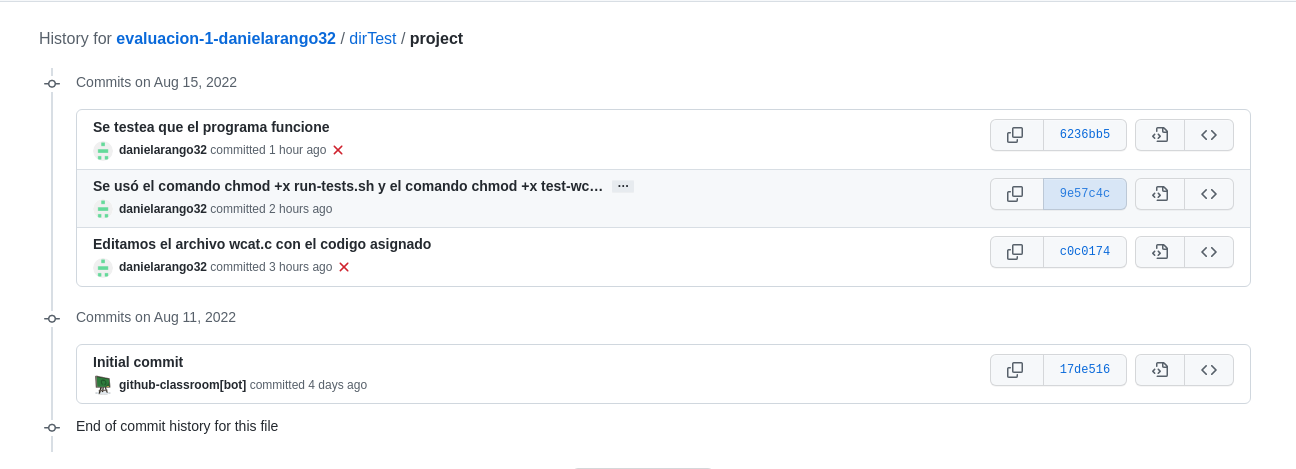 History for evaluacion-1-danielarango32 / dirTest / project
Commits on Aug 15, 2022
Se testea que el programa funcione
danielarango32 committed 1 hour ago
6236bb5
Se usó el comando chmod +x run-tests.sh y el comando chmod +x test-wc… …
danielarango32 committed 2 hours ago
9e57c4c
Editamos el archivo wcat.c con el codigo asignado
danielarango32 committed 3 hours ago
c0c0174
Commits on Aug 11, 2022
Initial commit
github-classroom[bot] committed 4 days ago
17de516
End of commit history for this file